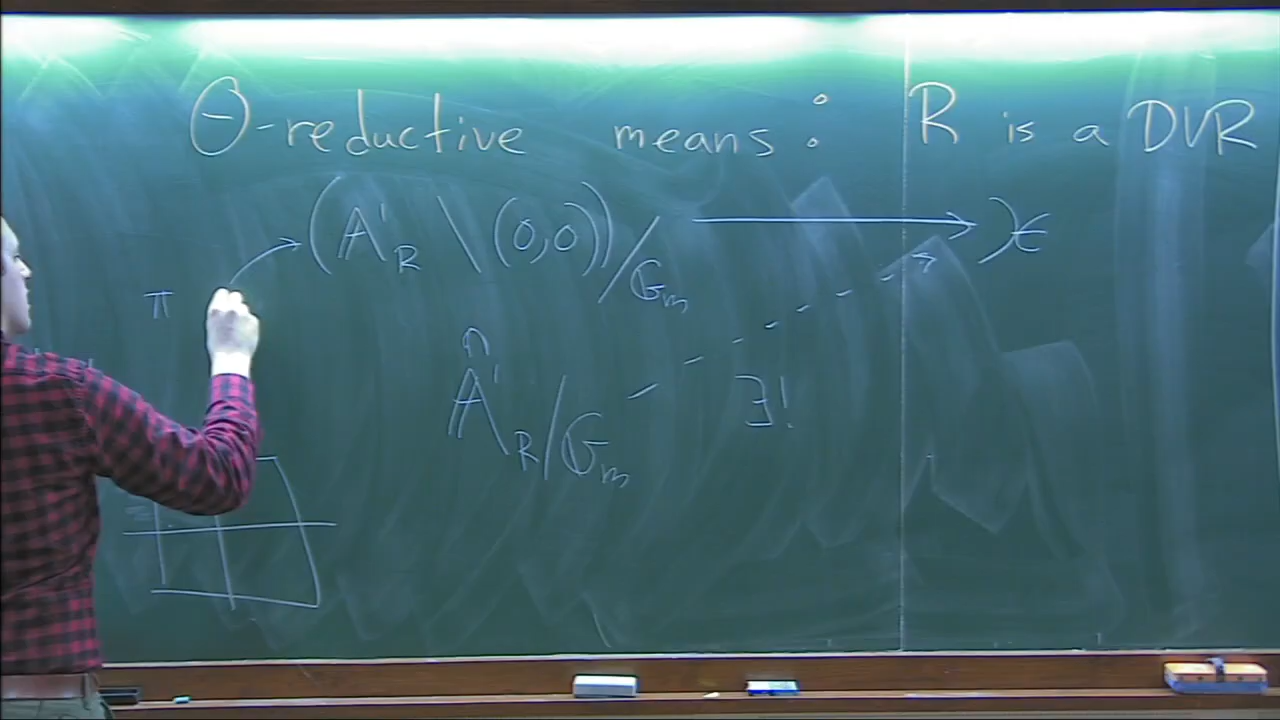 Θ-reductive means: R is a DVR
(A¹_R \ (0,0))/G_m → 𝔛
π
∩
A¹_R/G_m ∃!